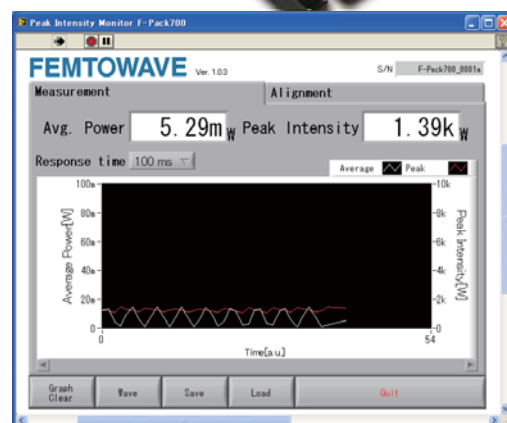 Peak Intensity Monitor F-Pack700
FEMTOWAVE Ver. 1.03
S/N F-Pack700_0001a
Measurement Alignment
Avg. Power 5.29m W Peak Intensity 1.39k W
Response time 100 ms
Average Peak
100m 10k
80m 8k
60m 6k
40m 4k
20m 2k
0 0
Average Power[W]
Peak Intensity[W]
0 54
Time[a.u]
Graph Clear Wave Save Load Quit